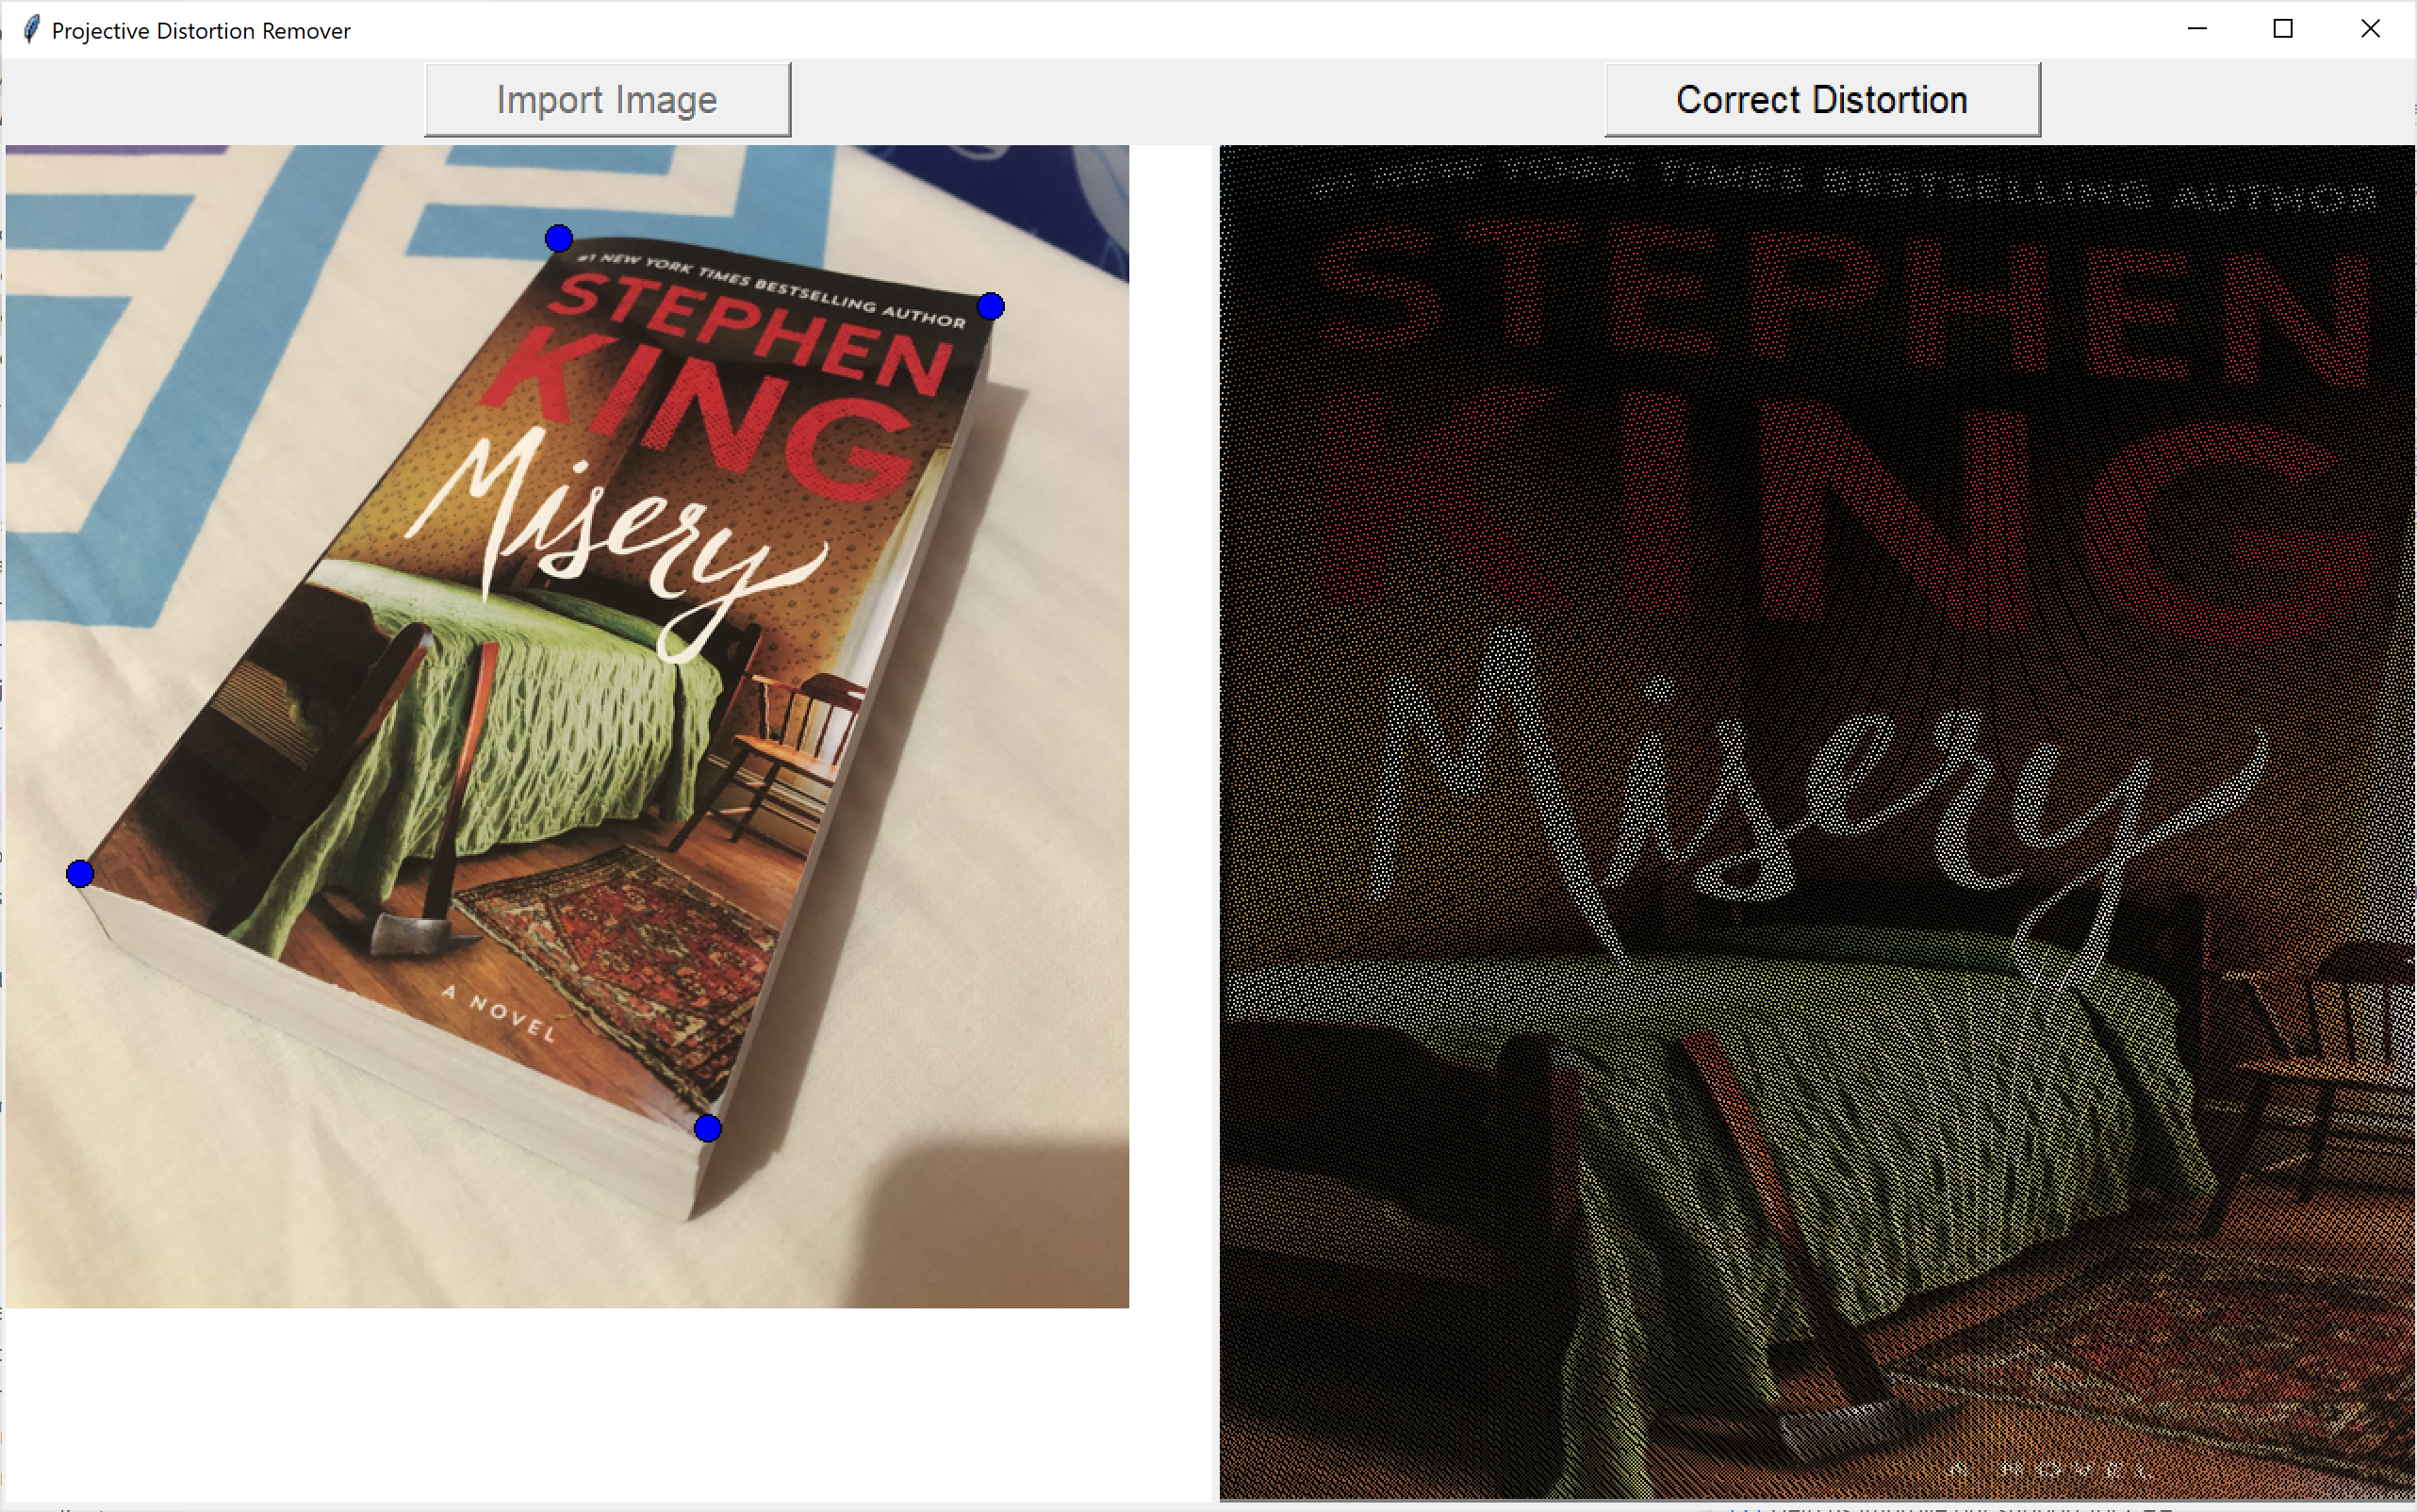 Projective Distortion Remover
Import Image
Correct Distortion
#1 NEW YORK TIMES BESTSELLING AUTHOR
STEPHEN
KING
Misery
A NOVEL
NEW YORK TIMES BESTSELLING AUTHOR
STEPHEN
KING
Misery
A NOVEL